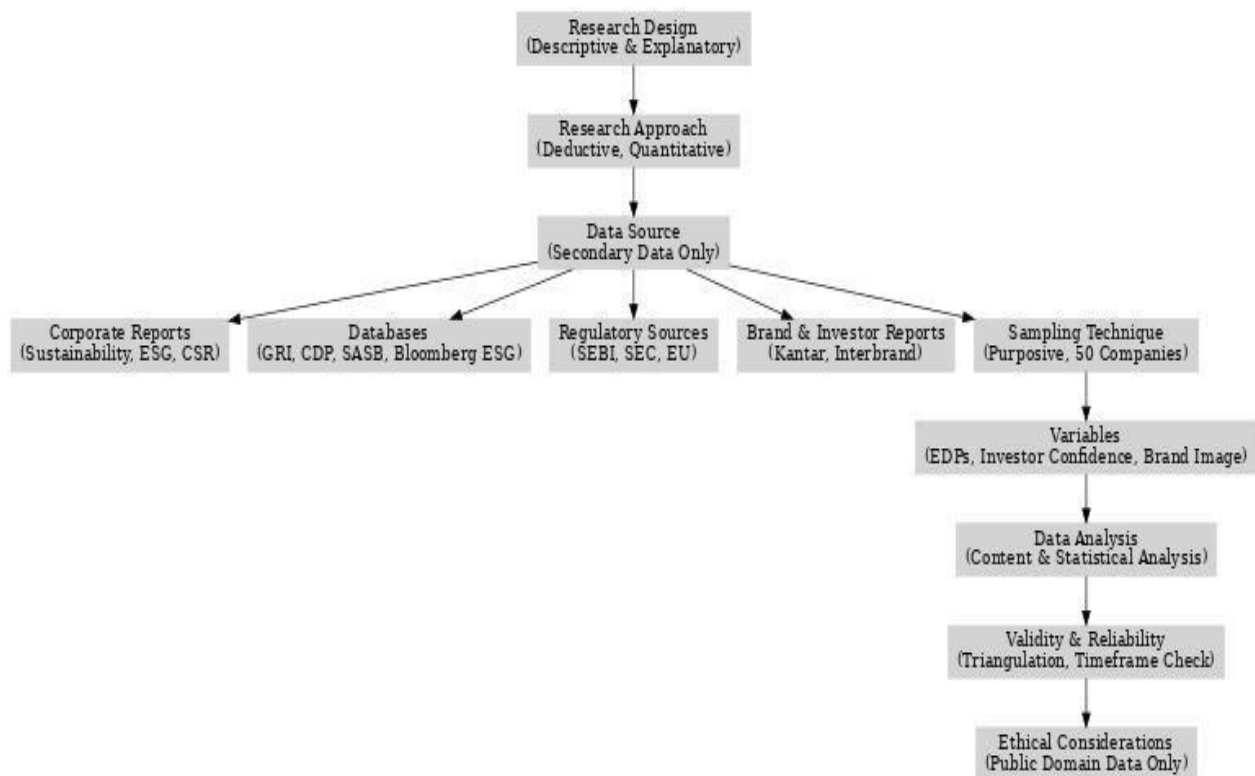 Research Design
(Descriptive & Explanatory)
Research Approach
(Deductive, Quantitative)
Data Source
(Secondary Data Only)
Corporate Reports
(Sustainability, ESG, CSR)
Databases
(GRI, CDP, SASB, Bloomberg ESG)
Regulatory Sources
(SEBI, SEC, EU)
Brand & Investor Reports
(Kantar, Interbrand)
Sampling Technique
(Purposive, 50 Companies)
Variables
(EDPs, Investor Confidence, Brand Image)
Data Analysis
(Content & Statistical Analysis)
Validity & Reliability
(Triangulation, Timeframe Check)
Ethical Considerations
(Public Domain Data Only)